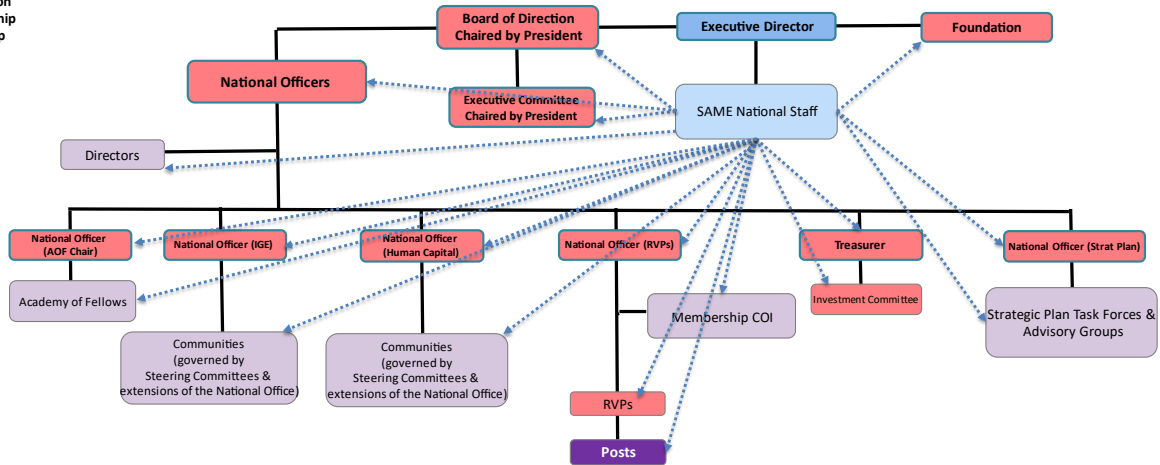 on
ship
p
Board of Direction
Chaired by President
Executive Director
Foundation
National Officers
Executive Committee
Chaired by President
SAME National Staff
Directors
National Officer
(AOF Chair)
National Officer (IGE)
National Officer
(Human Capital)
National Officer (RVPs)
Treasurer
National Officer (Strat Plan)
Academy of Fellows
Investment Committee
Membership COI
Strategic Plan Task Forces &
Advisory Groups
Communities
(governed by
Steering Committees &
extensions of the National Office)
Communities
(governed by
Steering Committees &
extensions of the National Office)
RVPs
Posts